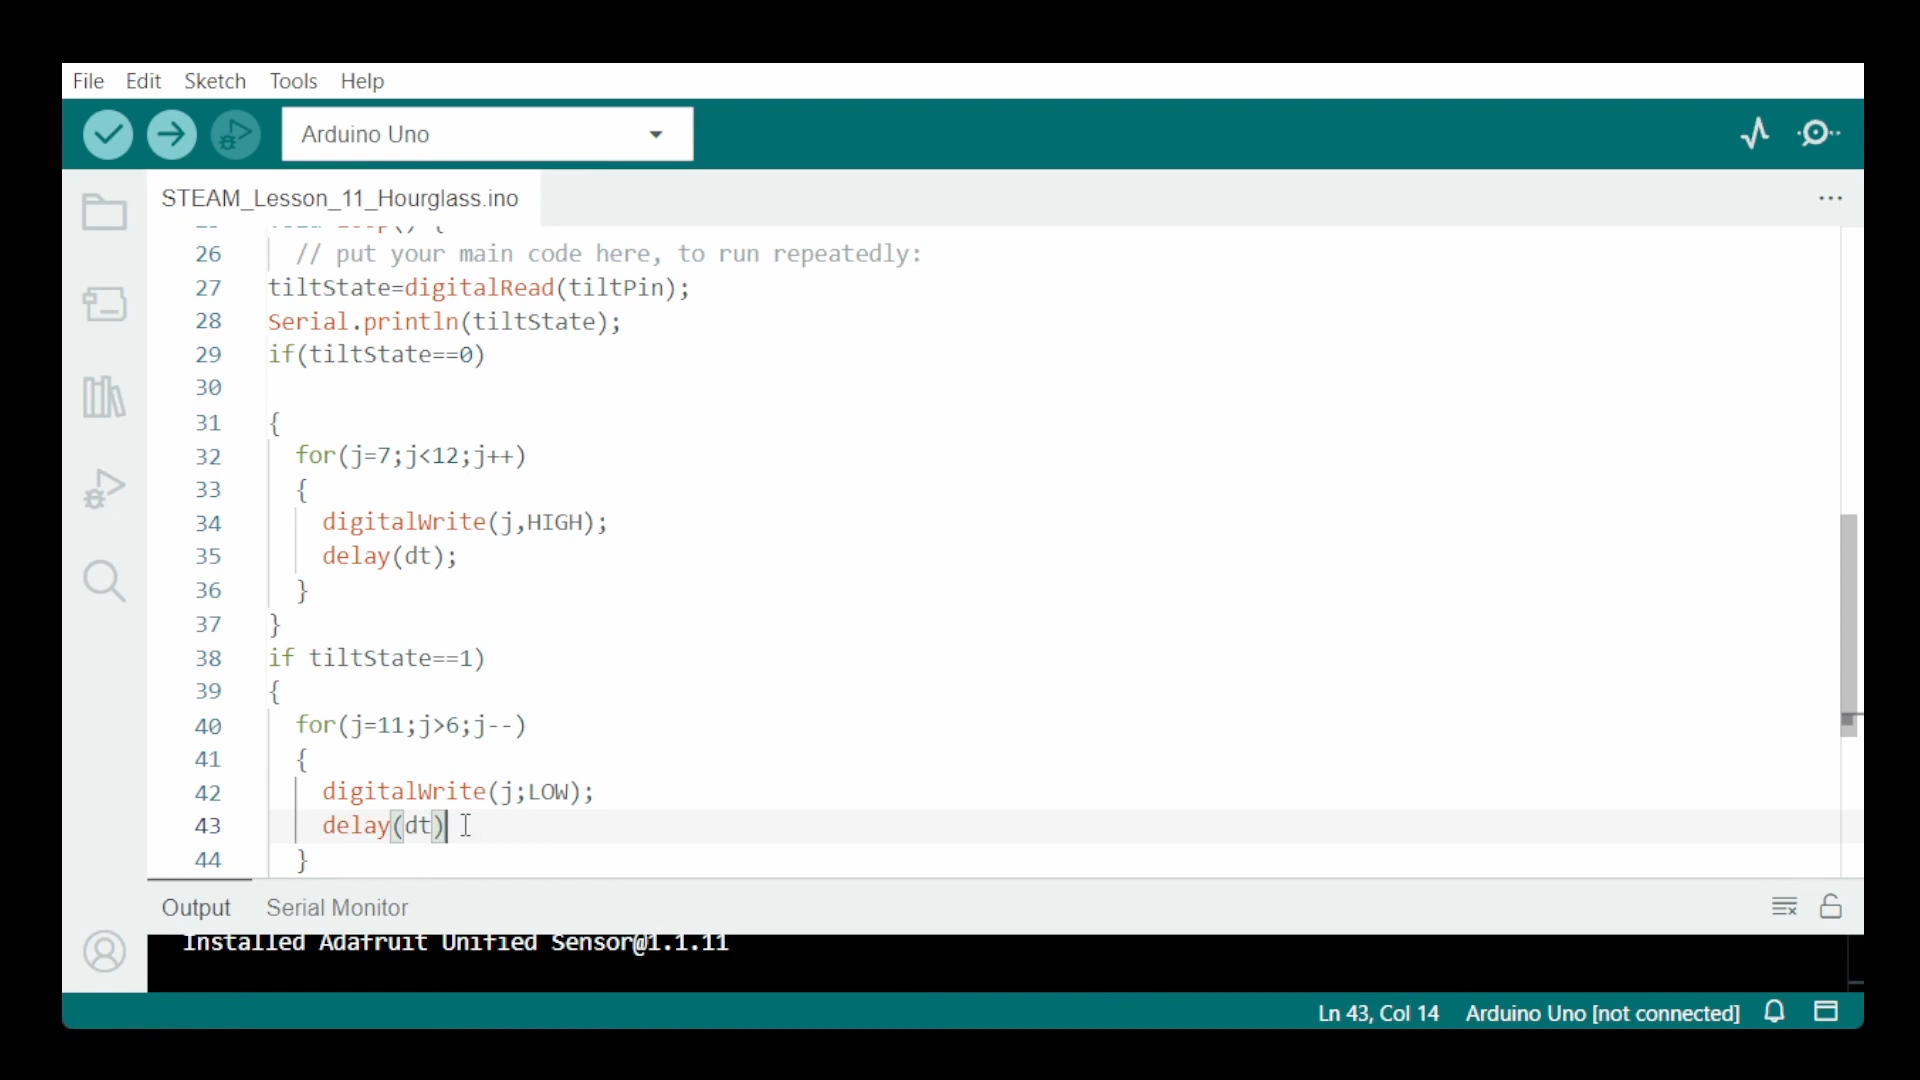 File Edit Sketch Tools Help
Arduino Uno
STEAM_Lesson_11_Hourglass.ino
26 // put your main code here, to run repeatedly:
27 tiltState=digitalRead(tiltPin);
28 Serial.println(tiltState);
29 if(tiltState==0)
30
31 {
32 for(j=7;j<12;j++)
33 {
34 digitalWrite(j,HIGH);
35 delay(dt);
36 }
37 }
38 if tiltState==1)
39 {
40 for(j=11;j>6;j--)
41 {
42 digitalWrite(j;LOW);
43 delay(dt)
44 }
Output Serial Monitor
Installed Adafruit Unified Sensor@1.1.11
Ln 43, Col 14 Arduino Uno [not connected]